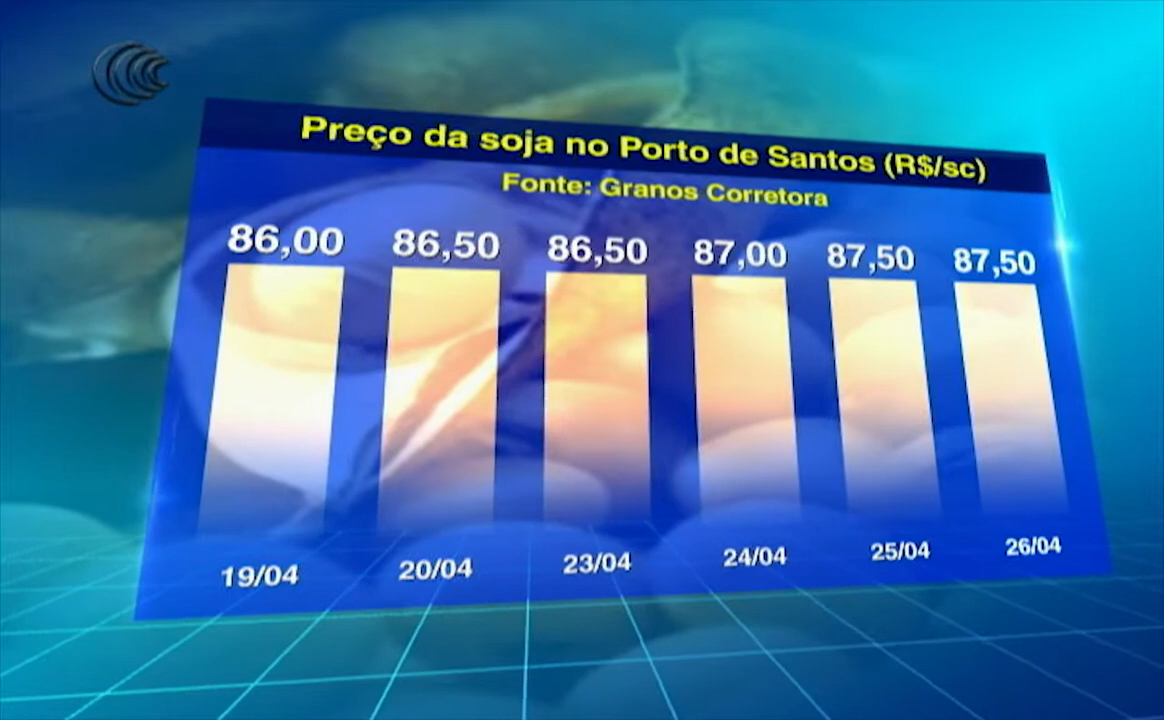 Preço da soja no Porto de Santos (R$/sc)
Fonte: Granos Corretora
86,00 86,50 86,50 87,00 87,50 87,50
19/04 20/04 23/04 24/04 25/04 26/04